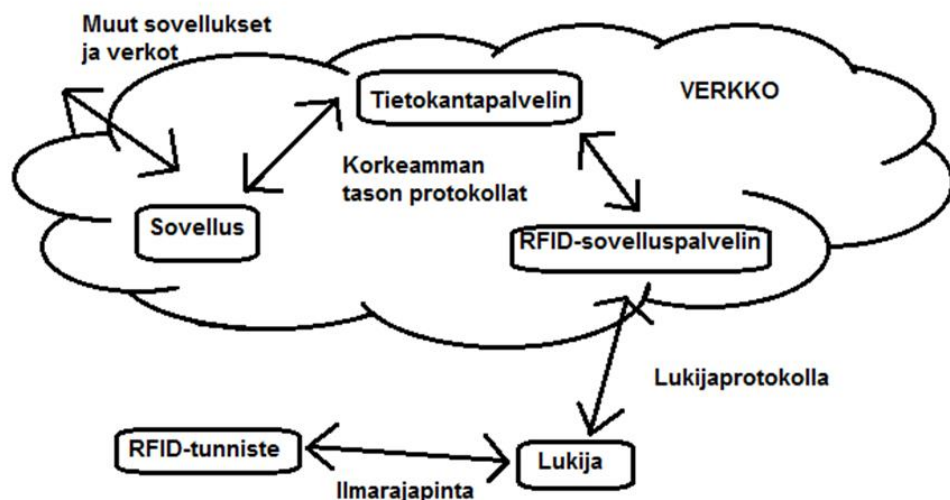 Muut sovellukset
ja verkot
Tietokantapalvelin
VERKKO
Korkeamman
tason protokollat
Sovellus
RFID-sovelluspalvelin
Lukijaprotokolla
RFID-tunniste
Lukija
Ilmarajapinta